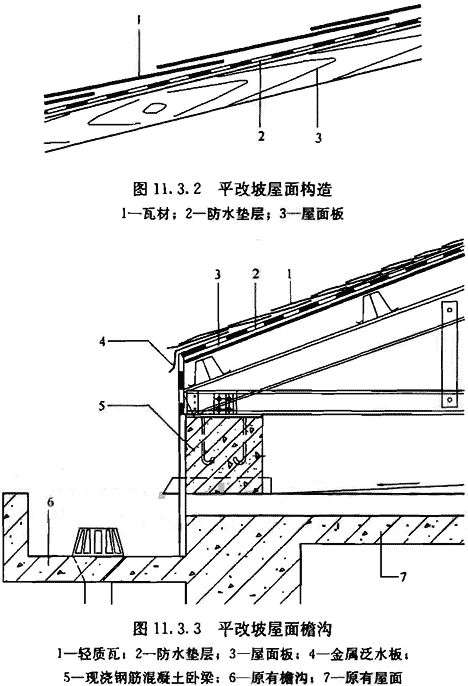 1
2
3
图 11.3.2 平改坡屋面构造
1—瓦材；2—防水垫层；3—屋面板
3
2
1
4
5
6
7
图 11.3.3 平改坡屋面檐沟
1—轻质瓦；2—防水垫层；3—屋面板；4—金属泛水板；
5—现浇钢筋混凝土卧梁；6—原有檐沟；7—原有屋面